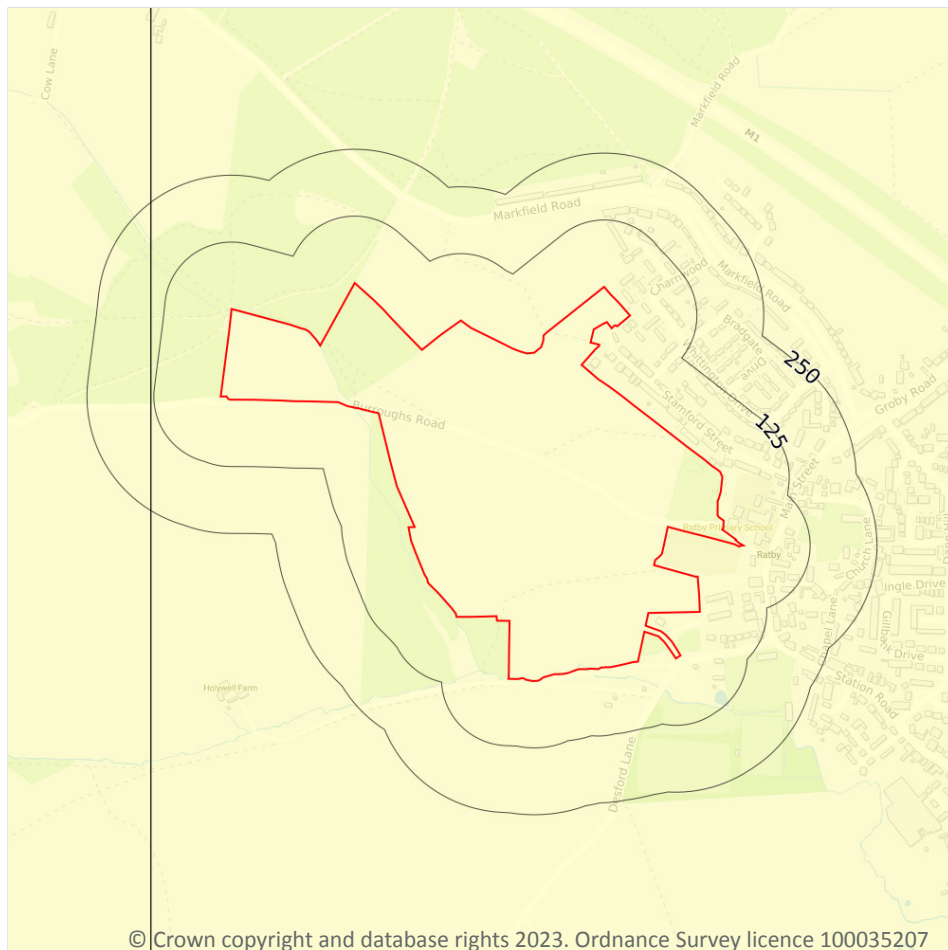 Cow Lane
Markfield Road
M1
Markfield Road
Charnwood
Markfield Road
Bradgate
Drive
Whittington Drive
250
Groby Road
Stamford Street
125
Burroughs Road
Main Street
Ratby Primary School
Ratby
Church Lane
Ingle Drive
Chapel Lane
Gillbank Drive
Station Road
Holywell Farm
Desford Lane
© Crown copyright and database rights 2023. Ordnance Survey licence 100035207